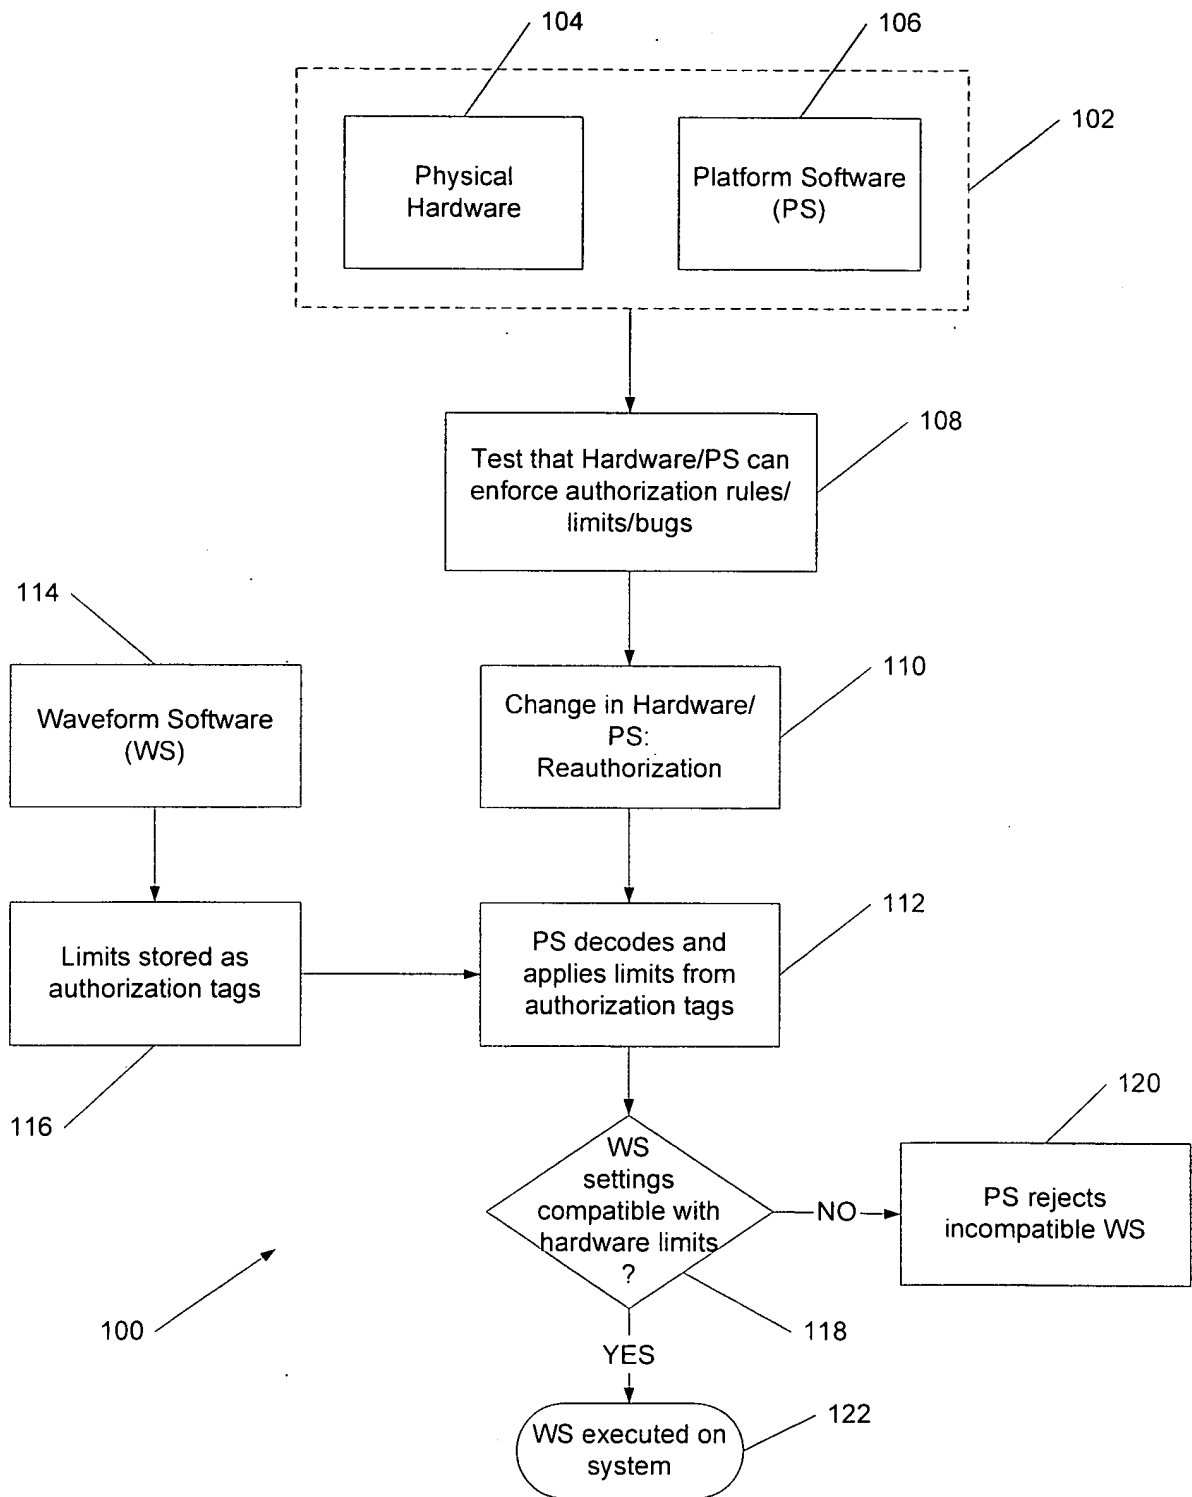 104
106
102
Physical
Hardware
Platform Software
(PS)
108
Test that Hardware/PS can
enforce authorization rules/
limits/bugs
114
110
Waveform Software
(WS)
Change in Hardware/
PS:
Reauthorization
112
Limits stored as
authorization tags
PS decodes and
applies limits from
authorization tags
116
120
WS
settings
compatible with
hardware limits
?
NO
PS rejects
incompatible WS
100
118
YES
122
WS executed on
system